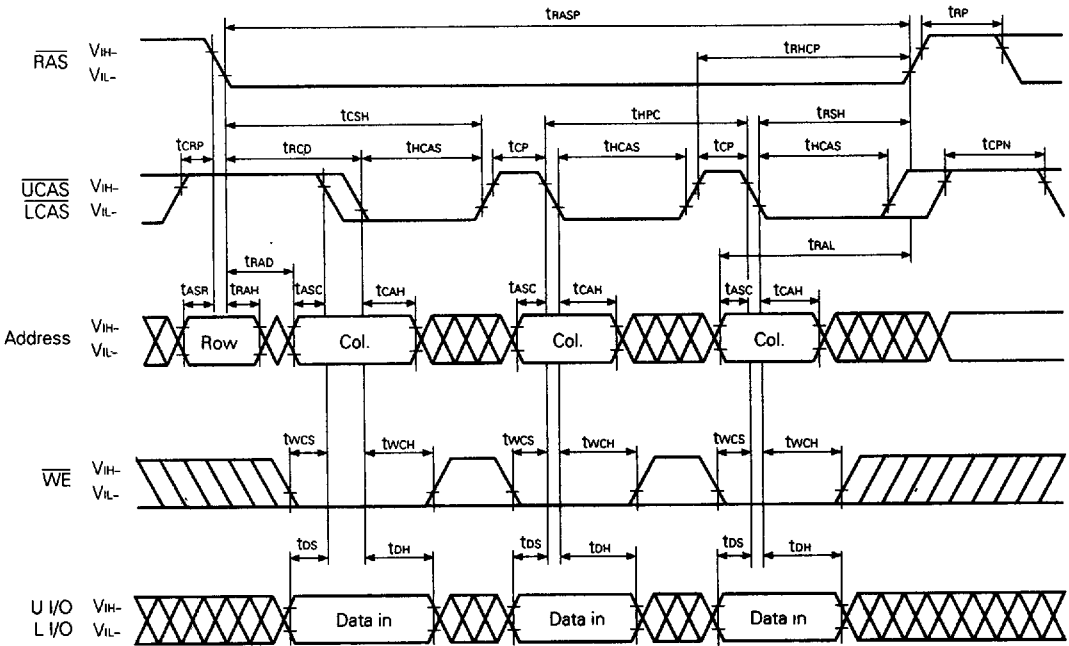 tRASP
tRP
RAS VIH–
VIL–
tRHCP
tCSH
tHPC
tRSH
tCRP
tRCD
tHCAS
tCP
tHCAS
tCP
tHCAS
tCPN
UCAS VIH–
LCAS VIL–
tRAL
tRAD
tASR
tRAH
tASC
tCAH
tASC
tCAH
tASC
tCAH
Address VIH–
VIL–
Row
Col.
Col.
Col.
tWCS
tWCH
tWCS
tWCH
tWCS
tWCH
WE VIH–
VIL–
tDS
tDH
tDS
tDH
tDS
tDH
U I/O VIH–
L I/O VIL–
Data in
Data in
Data in